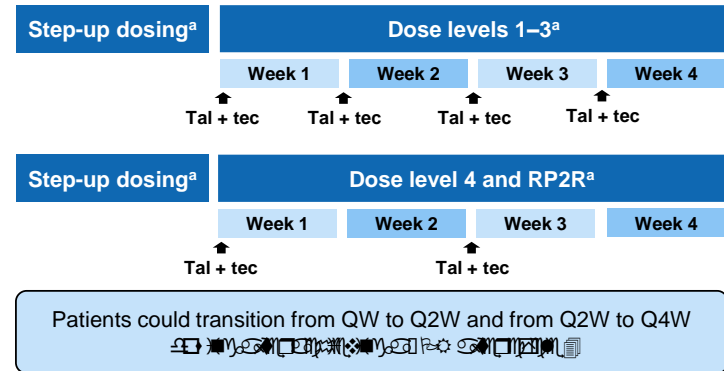 Step-up dosingᵃ Dose levels 1–3ᵃ
Week 1 Week 2 Week 3 Week 4
Tal + tec Tal + tec Tal + tec Tal + tec
Step-up dosingᵃ Dose level 4 and RP2Rᵃ
Week 1 Week 2 Week 3 Week 4
Tal + tec Tal + tec
Patients could transition from QW to Q2W and from Q2W to Q4W